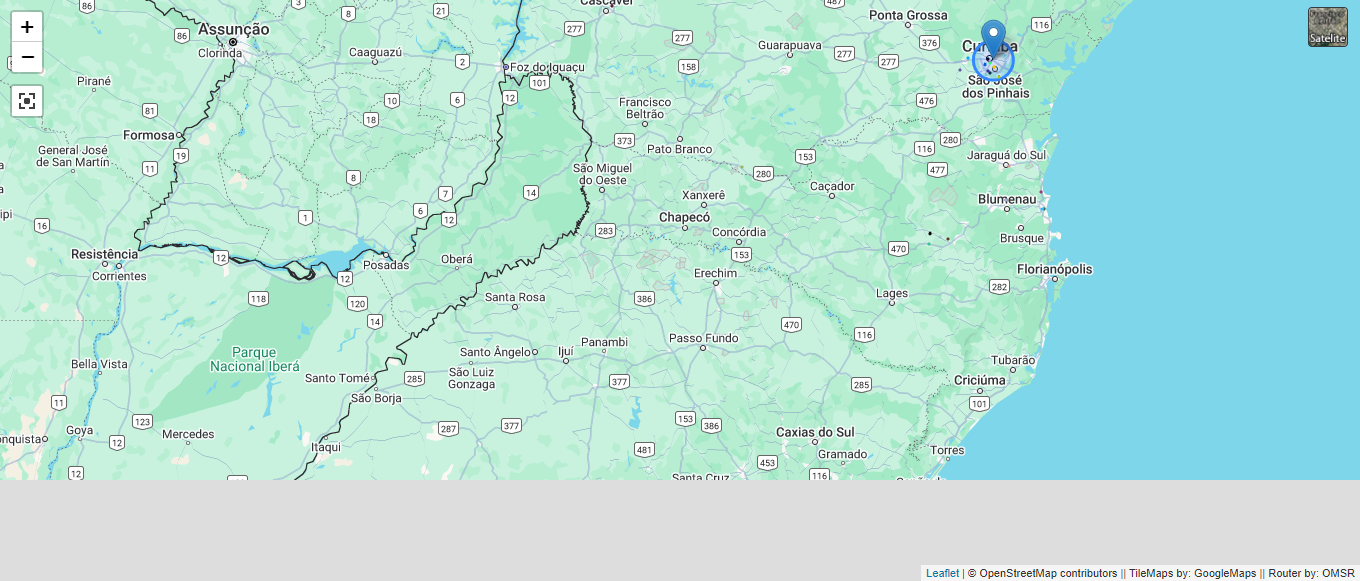 +
−
Satelite
Cascavel
487
116
Ponta Grossa
86
3
8
21
277
376
Assunção
86
Clorinda
Caaguazú
2
Foz do Iguaçu
101
158
Guarapuava
277
277
Curitiba
São José
dos Pinhais
Pirané
81
10
18
6
12
Francisco
Beltrão
476
Formosa
373
Pato Branco
280
116
General José
de San Martín
11
19
153
477
Jaraguá do Sul
8
São Miguel
do Oeste
280
Caçador
7
14
Xanxerê
Blumenau
16
1
6
12
Chapecó
283
Concórdia
Brusque
Resistência
Corrientes
12
Posadas
Oberá
153
470
12
Erechim
Florianópolis
118
120
Santa Rosa
386
Lages
282
14
470
116
Parque
Nacional Iberá
Santo Ângelo
Ijuí
Panambi
Passo Fundo
Bella Vista
Santo Tomé
285
São Luiz
Gonzaga
377
285
Tubarão
Criciúma
11
São Borja
101
123
Goya
12
Mercedes
287
377
153
386
Caxias do Sul
Itaquí
481
453
Gramado
Torres
12
116
Santa Cruz
Leaflet | © OpenStreetMap contributors || TileMaps by: GoogleMaps || Router by: OMSR